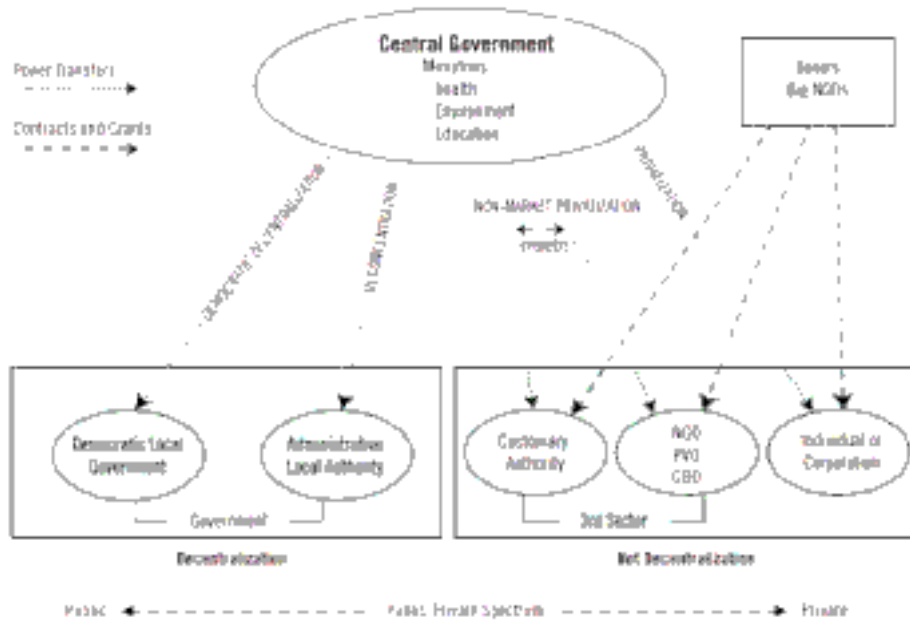 Central Government
Ministries
Health
Environment
Education
Power Transfers
Contracts and Grants
Donors
Big NGOs
DEMOCRATIC DECENTRALIZATION
DECONCENTRATION
NON-MARKET PRIVATIZATION
PRIVATIZATION
Democratic Local
Government
Administrative
Local Authority
Customary
Authority
NGO
PVO
CBO
Individual or
Corporation
Government
3rd Sector
Decentralization
Not Decentralization
Public
Public Private Spectrum
Private